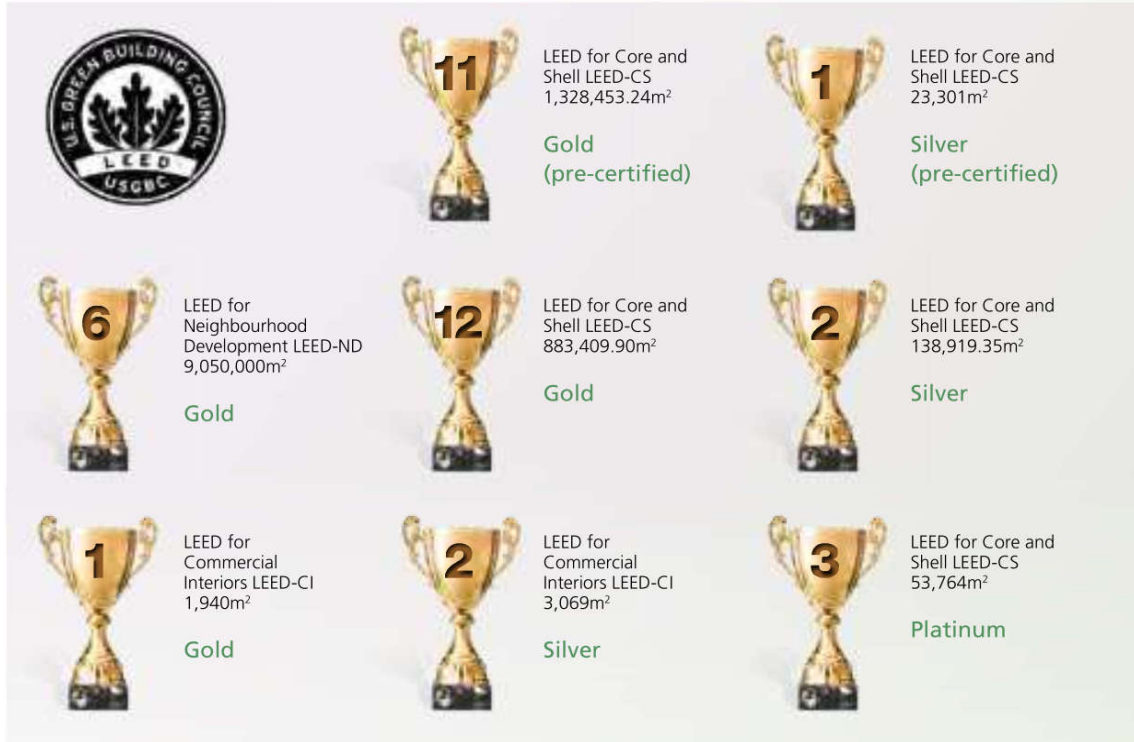 U.S. GREEN BUILDING COUNCIL
LEED
USGBC
11
LEED for Core and
Shell LEED-CS
1,328,453.24m²
Gold
(pre-certified)
1
LEED for Core and
Shell LEED-CS
23,301m²
Silver
(pre-certified)
6
LEED for
Neighbourhood
Development LEED-ND
9,050,000m²
Gold
12
LEED for Core and
Shell LEED-CS
883,409.90m²
Gold
2
LEED for Core and
Shell LEED-CS
138,919.35m²
Silver
1
LEED for
Commercial
Interiors LEED-CI
1,940m²
Gold
2
LEED for
Commercial
Interiors LEED-CI
3,069m²
Silver
3
LEED for Core and
Shell LEED-CS
53,764m²
Platinum